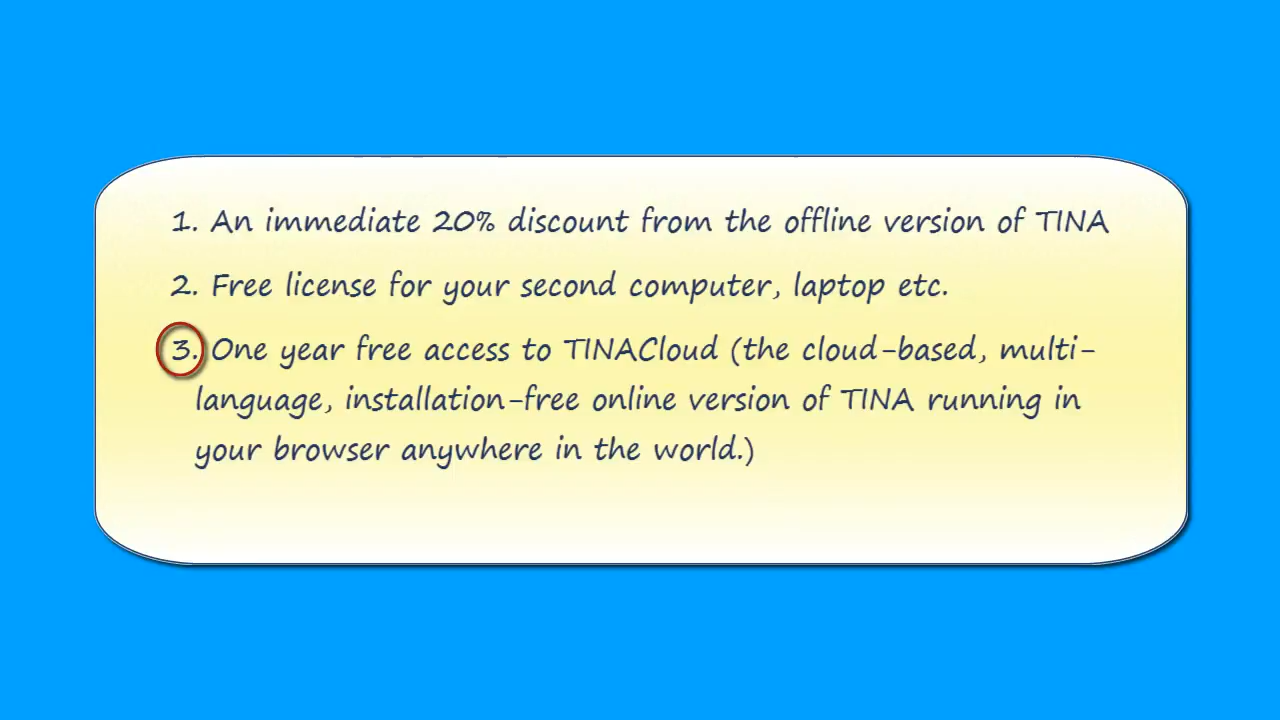 1. An immediate 20% discount from the offline version of TINA
2. Free license for your second computer, laptop etc.
3. One year free access to TINACloud (the cloud-based, multi-
language, installation-free online version of TINA running in
your browser anywhere in the world.)